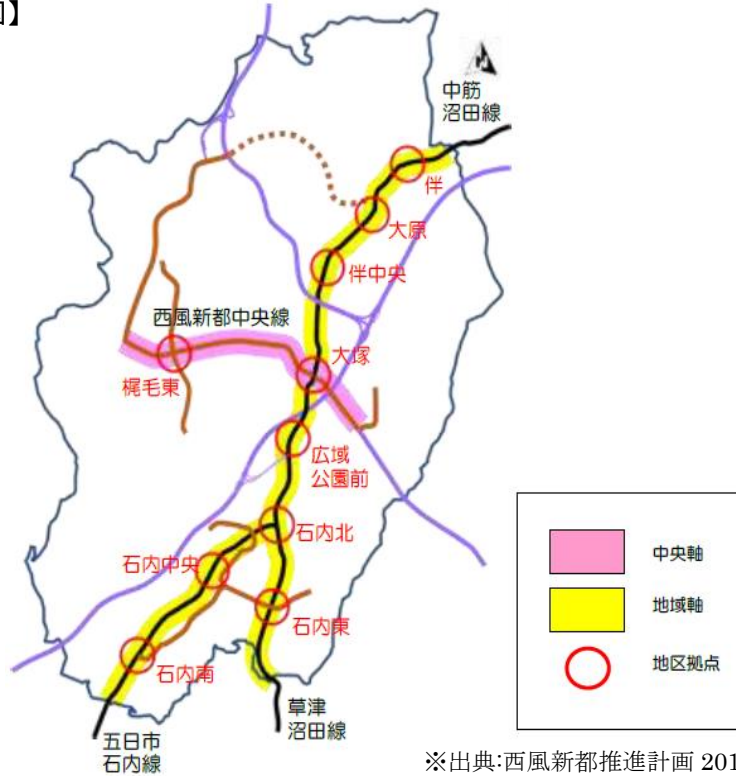 】
中筋
沼田線
伴
大原
伴中央
西風新都中央線
大塚
梶毛東
広域
公園前
石内北
石内中央
石内東
石内南
草津
沼田線
五日市
石内線
中央軸
地域軸
地区拠点
※出典:西風新都推進計画 201